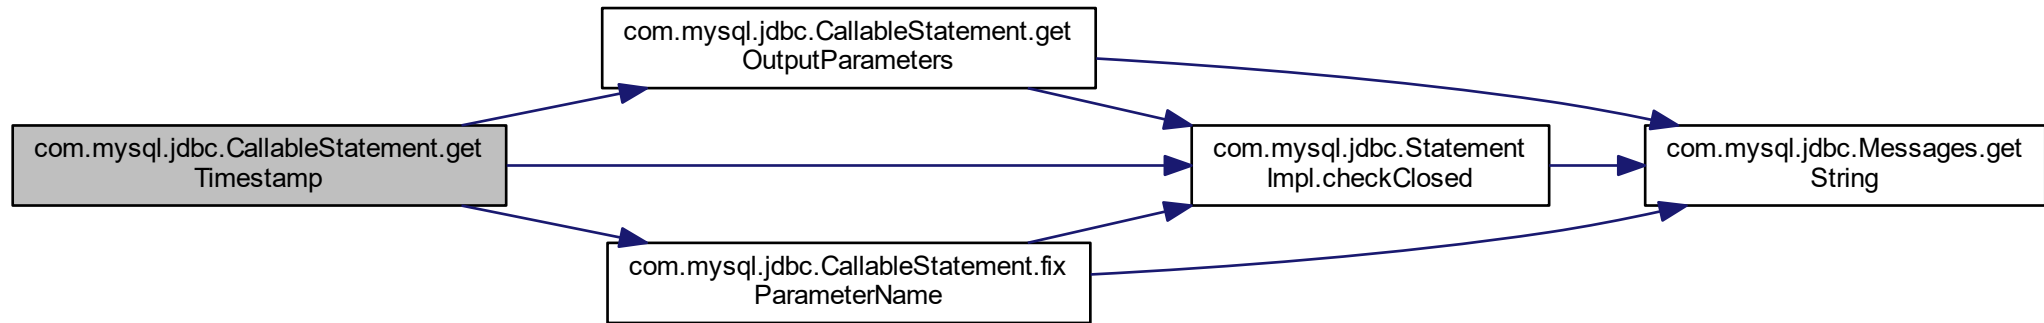 com.mysql.jdbc.CallableStatement.get
OutputParameters
com.mysql.jdbc.CallableStatement.get
Timestamp
com.mysql.jdbc.Statement
Impl.checkClosed
com.mysql.jdbc.Messages.get
String
com.mysql.jdbc.CallableStatement.fix
ParameterName